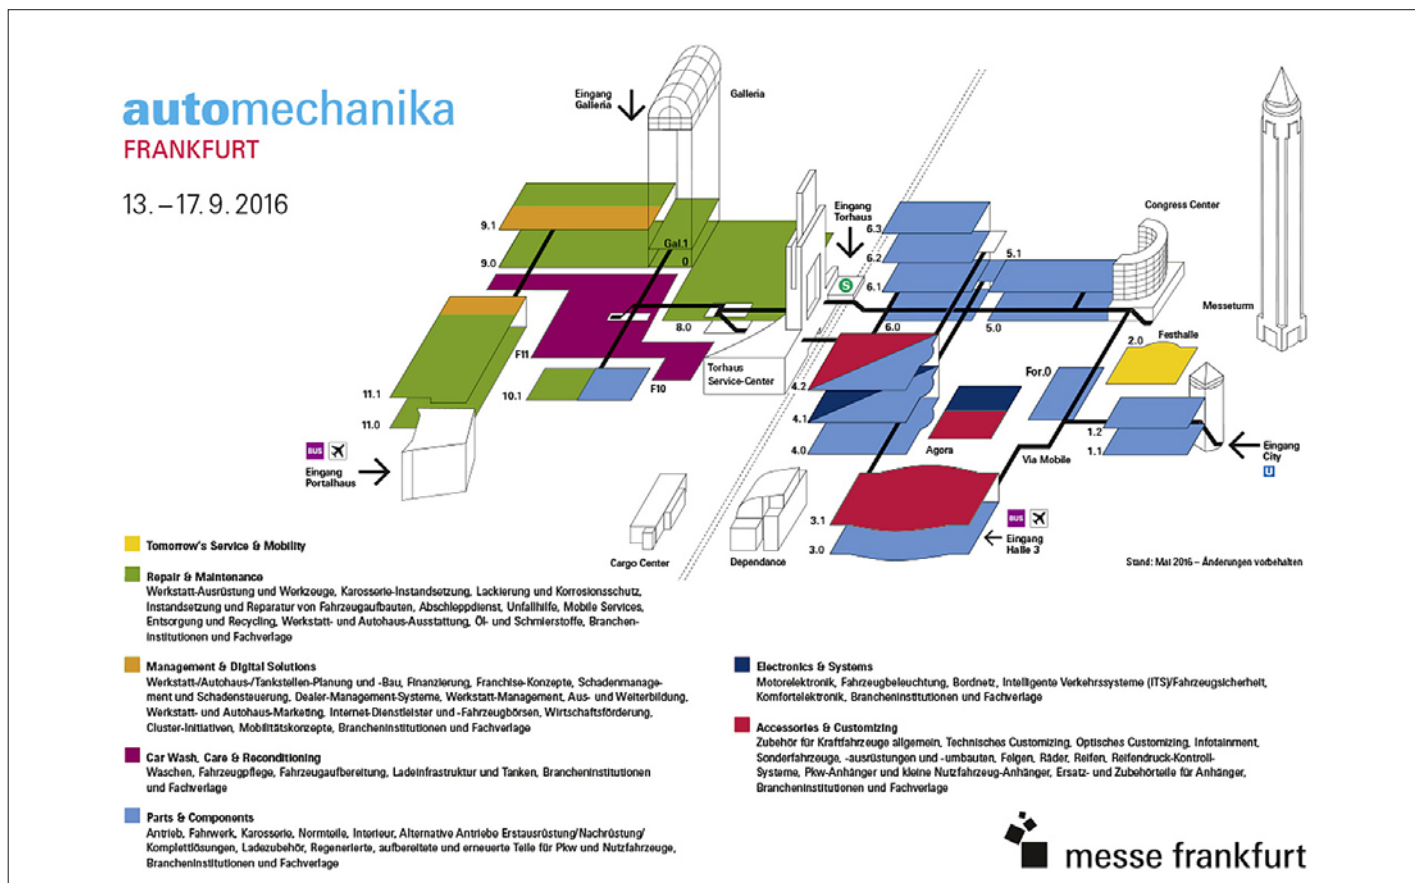 automechanika
FRANKFURT
13. – 17. 9. 2016
Eingang
Galleria
Galleria
Eingang
Torhaus
Congress Center
Messeturm
9.1
9.0
Gal.1
0
8.0
6.3
6.2
6.1
6.0
5.1
5.0
S
Festhalle
2.0
F11
F10
10.1
11.1
11.0
Torhaus
Service-Center
4.2
4.1
4.0
For.0
Agora
Via Mobile
1.2
1.1
Eingang
City
U
BUS
Eingang
Portalhaus
3.1
3.0
BUS
Eingang
Halle 3
Cargo Center
Dependance
Stand: Mai 2016 – Änderungen vorbehalten
Tomorrow's Service & Mobility
Repair & Maintenance
Werkstatt-Ausrüstung und Werkzeuge, Karosserie-Instandsetzung, Lackierung und Korrosionsschutz,
Instandsetzung und Reparatur von Fahrzeugaufbauten, Abschleppdienst, Unfallhilfe, Mobile Services,
Entsorgung und Recycling, Werkstatt- und Autohaus-Ausstattung, Öl- und Schmierstoffe, Branchen-
institutionen und Fachverlage
Management & Digital Solutions
Werkstatt-/Autohaus-/Tankstellen-Planung und -Bau, Finanzierung, Franchise-Konzepte, Schadenmanage-
ment und Schadensteuerung, Dealer-Management-Systeme, Werkstatt-Management, Aus- und Weiterbildung,
Werkstatt- und Autohaus-Marketing, Internet-Dienstleister und -Fahrzeugbörsen, Wirtschaftsförderung,
Cluster-Initiativen, Mobilitätskonzepte, Brancheninstitutionen und Fachverlage
Car Wash, Care & Reconditioning
Waschen, Fahrzeugpflege, Fahrzeugaufbereitung, Ladeinfrastruktur und Tanken, Brancheninstitutionen
und Fachverlage
Parts & Components
Antrieb, Fahrwerk, Karosserie, Normteile, Interieur, Alternative Antriebe Erstausrüstung/Nachrüstung/
Komplettlösungen, Ladezubehör, Regenerierte, aufbereitete und erneuerte Teile für Pkw und Nutzfahrzeuge,
Brancheninstitutionen und Fachverlage
Electronics & Systems
Motorelektronik, Fahrzeugbeleuchtung, Bordnetz, Intelligente Verkehrssysteme (ITS)/Fahrzeugsicherheit,
Komfortelektronik, Brancheninstitutionen und Fachverlage
Accessories & Customizing
Zubehör für Kraftfahrzeuge allgemein, Technisches Customizing, Optisches Customizing, Infotainment,
Sonderfahrzeuge, -ausrüstungen und -umbauten, Felgen, Räder, Reifen, Reifendruck-Kontroll-
Systeme, Pkw-Anhänger und kleine Nutzfahrzeug-Anhänger, Ersatz- und Zubehörteile für Anhänger,
Brancheninstitutionen und Fachverlage
messe frankfurt